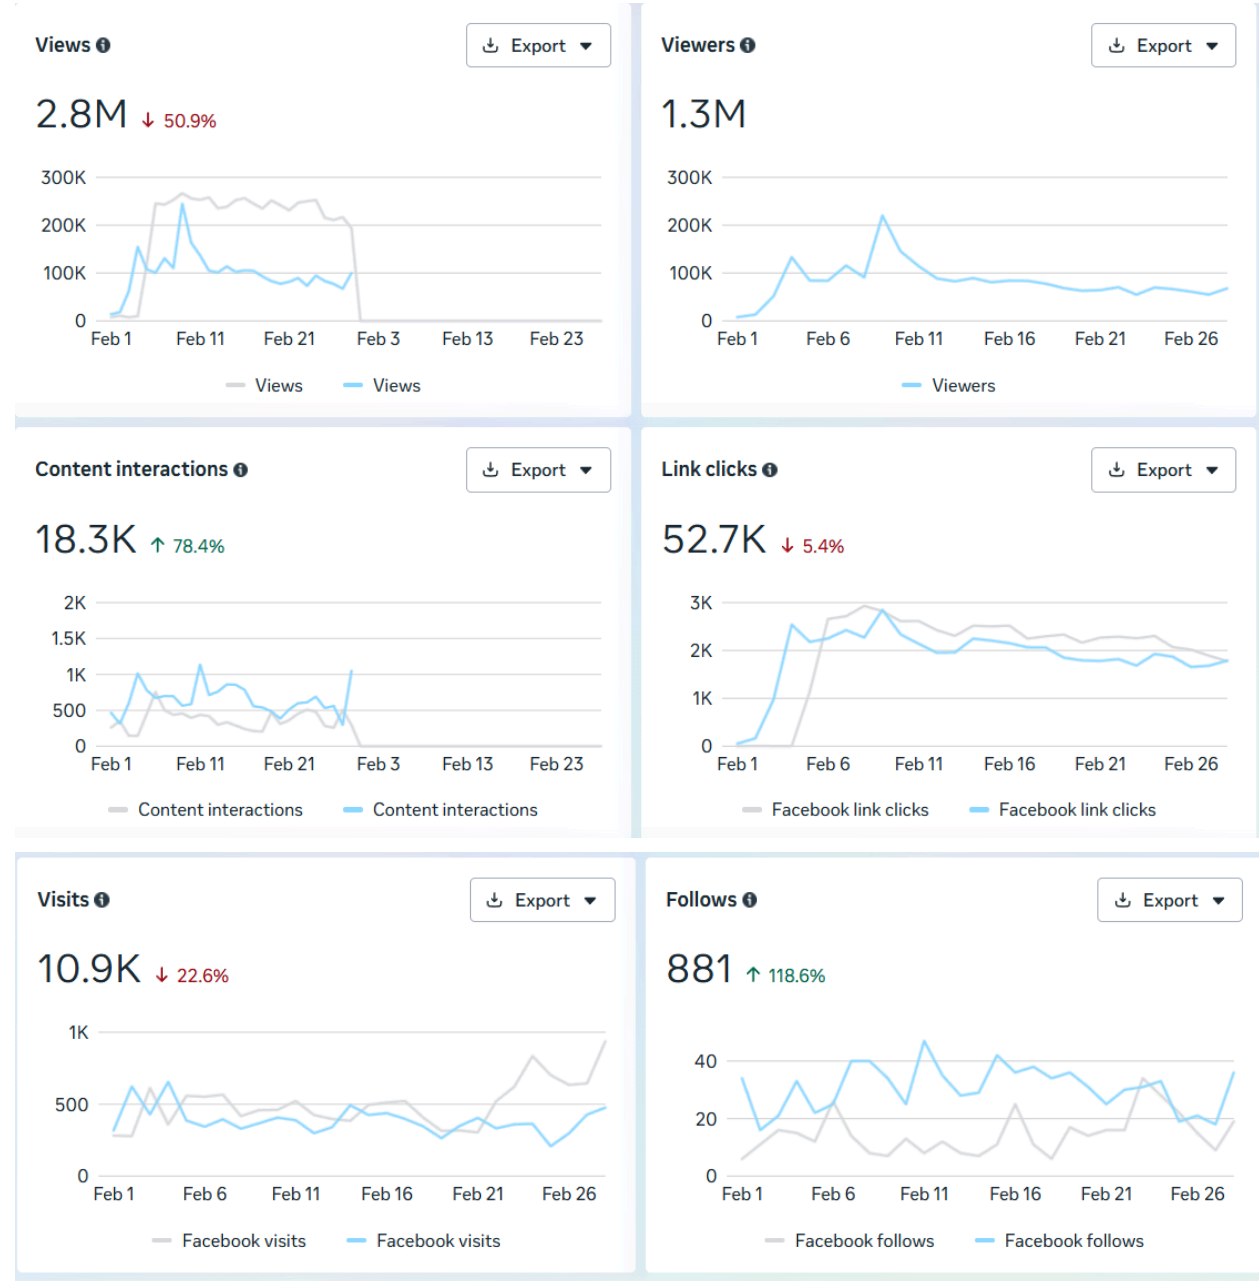 Views
Export
2.8M ↓ 50.9%
300K
200K
100K
0
Feb 1 Feb 11 Feb 21 Feb 3 Feb 13 Feb 23
Views Views
Viewers
Export
1.3M
300K
200K
100K
0
Feb 1 Feb 6 Feb 11 Feb 16 Feb 21 Feb 26
Viewers
Content interactions
Export
18.3K ↑ 78.4%
2K
1.5K
1K
500
0
Feb 1 Feb 11 Feb 21 Feb 3 Feb 13 Feb 23
Content interactions Content interactions
Link clicks
Export
52.7K ↓ 5.4%
3K
2K
1K
0
Feb 1 Feb 6 Feb 11 Feb 16 Feb 21 Feb 26
Facebook link clicks Facebook link clicks
Visits
Export
10.9K ↓ 22.6%
1K
500
0
Feb 1 Feb 6 Feb 11 Feb 16 Feb 21 Feb 26
Facebook visits Facebook visits
Follows
Export
881 ↑ 118.6%
40
20
0
Feb 1 Feb 6 Feb 11 Feb 16 Feb 21 Feb 26
Facebook follows Facebook follows